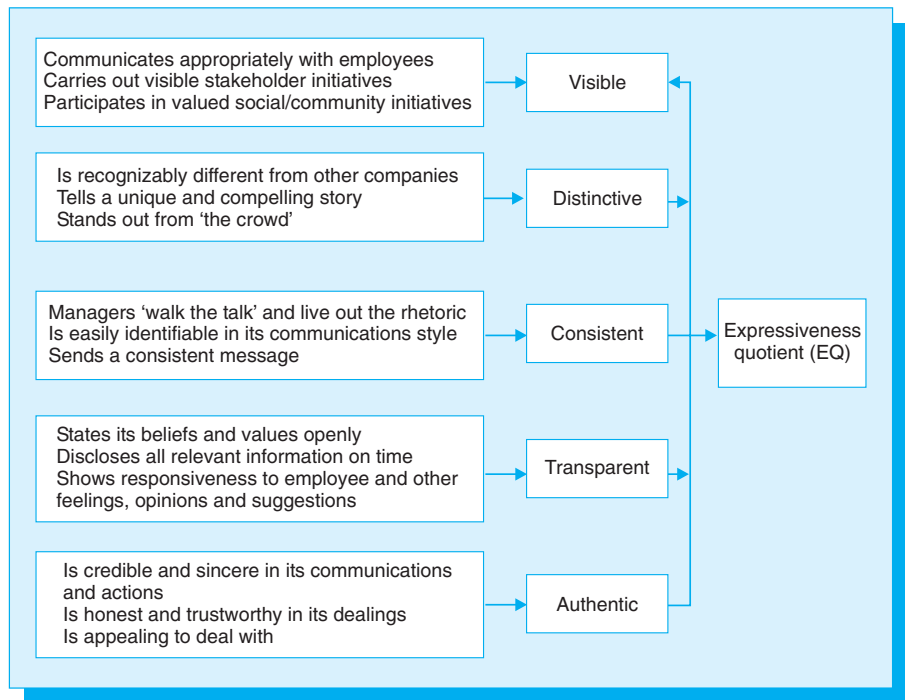 Communicates appropriately with employees
Carries out visible stakeholder initiatives
Participates in valued social/community initiatives
Visible
Is recognizably different from other companies
Tells a unique and compelling story
Stands out from ‘the crowd’
Distinctive
Managers ‘walk the talk’ and live out the rhetoric
Is easily identifiable in its communications style
Sends a consistent message
Consistent
Expressiveness
quotient (EQ)
States its beliefs and values openly
Discloses all relevant information on time
Shows responsiveness to employee and other
feelings, opinions and suggestions
Transparent
Is credible and sincere in its communications
and actions
Is honest and trustworthy in its dealings
Is appealing to deal with
Authentic